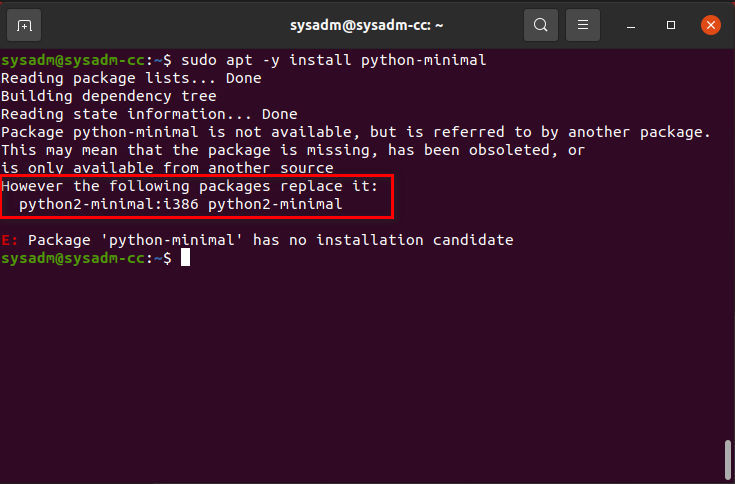 sysadm@sysadm-cc: ~
sysadm@sysadm-cc:~$ sudo apt -y install python-minimal
Reading package lists... Done
Building dependency tree
Reading state information... Done
Package python-minimal is not available, but is referred to by another package.
This may mean that the package is missing, has been obsoleted, or
is only available from another source
However the following packages replace it:
  python2-minimal:i386 python2-minimal
E: Package 'python-minimal' has no installation candidate
sysadm@sysadm-cc:~$